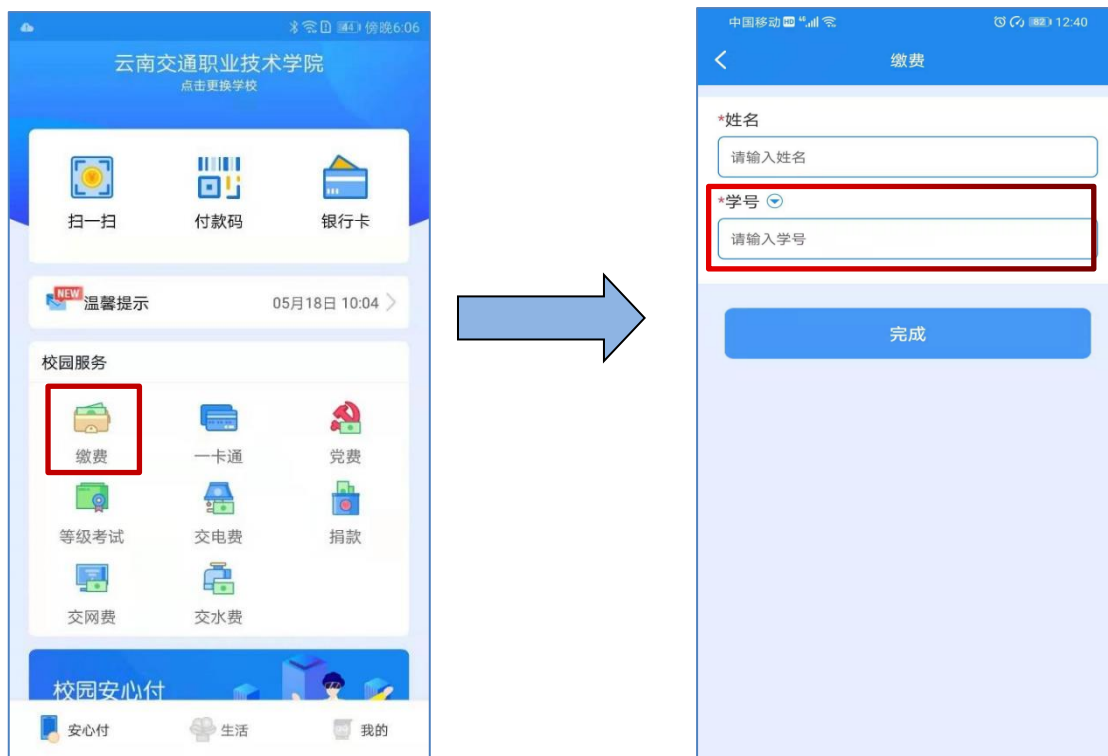 44 傍晚6:06
云南交通职业技术学院
点击更换学校
扫一扫 付款码 银行卡
NEW 温馨提示 05月18日 10:04
校园服务
缴费 一卡通 党费
等级考试 交电费 捐款
交网费 交水费
校园安心付
安心付 生活 我的
中国移动 HD 82 12:40
缴费
*姓名
请输入姓名
*学号
请输入学号
完成